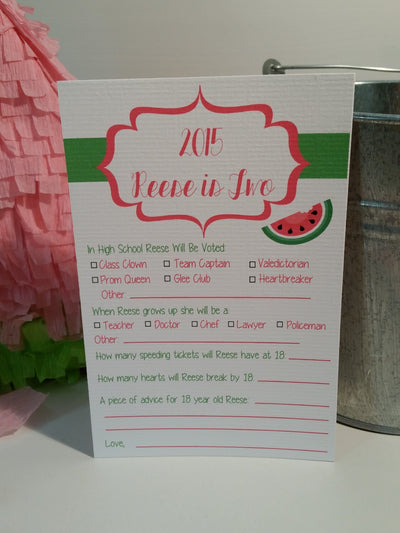 2015
Reese is Two
In High School Reese Will Be Voted:
□ Class Clown □ Team Captain □ Valedictorian
□ Prom Queen □ Glee Club □ Heartbreaker
Other
When Reese grows up she will be a:
□ Teacher □ Doctor □ Chef □ Lawyer □ Policeman
Other
How many speeding tickets will Reese have at 18
How many hearts will Reese break by 18
A piece of advice for 18 year old Reese:
Love,